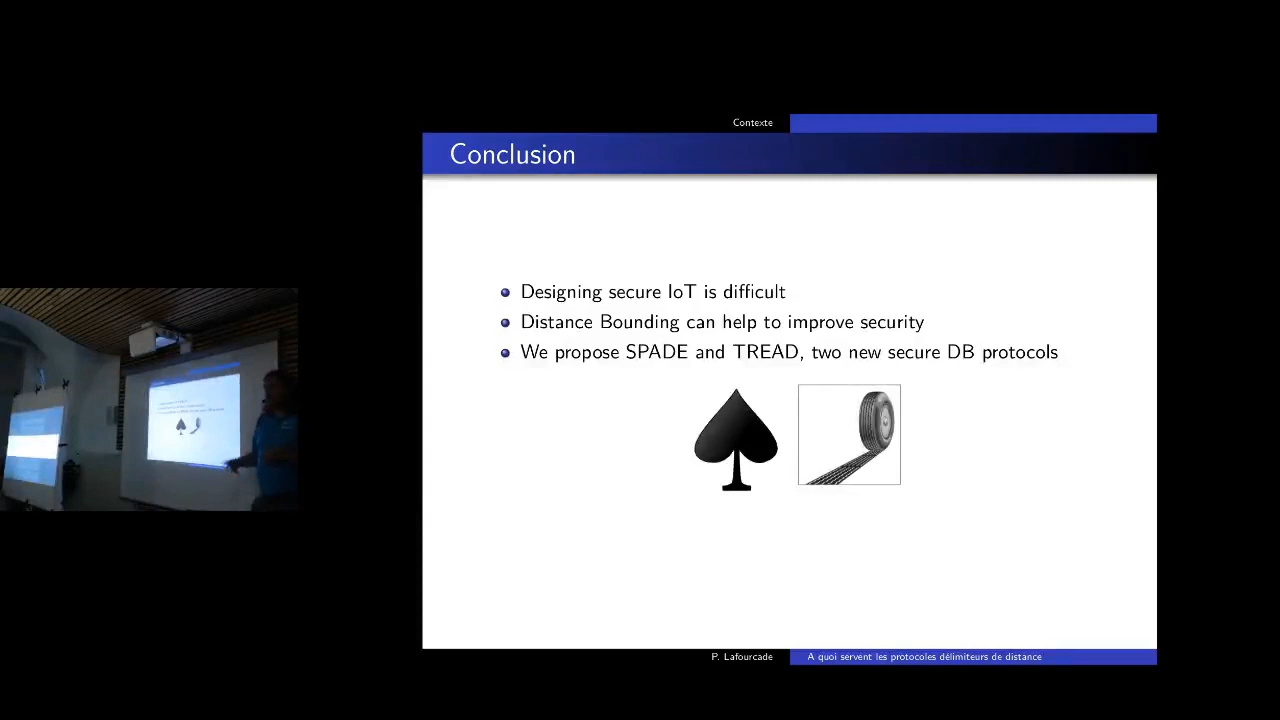 Contexte
Conclusion
Designing secure IoT is difficult
Distance Bounding can help to improve security
We propose SPADE and TREAD, two new secure DB protocols
P. Lafourcade
A quoi servent les protocoles délimiteurs de distance